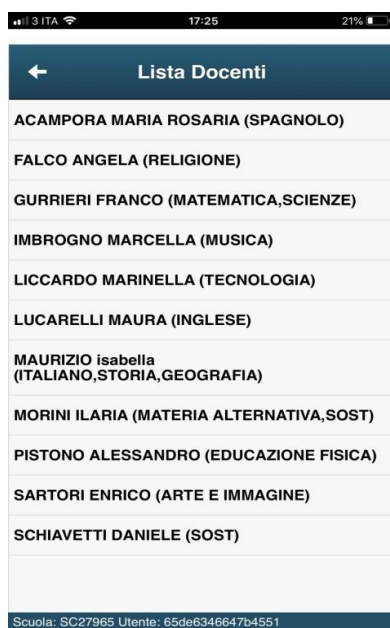 3 ITA 17:25 21%
Lista Docenti
ACAMPORA MARIA ROSARIA (SPAGNOLO)
FALCO ANGELA (RELIGIONE)
GURRIERI FRANCO (MATEMATICA,SCIENZE)
IMBROGNO MARCELLA (MUSICA)
LICCARDO MARINELLA (TECNOLOGIA)
LUCARELLI MAURA (INGLESE)
MAURIZIO isabella
(ITALIANO,STORIA,GEOGRAFIA)
MORINI ILARIA (MATERIA ALTERNATIVA,SOST)
PISTONO ALESSANDRO (EDUCAZIONE FISICA)
SARTORI ENRICO (ARTE E IMMAGINE)
SCHIAVETTI DANIELE (SOST)
Scuola: SC27965 Utente: 65de6346647b4551